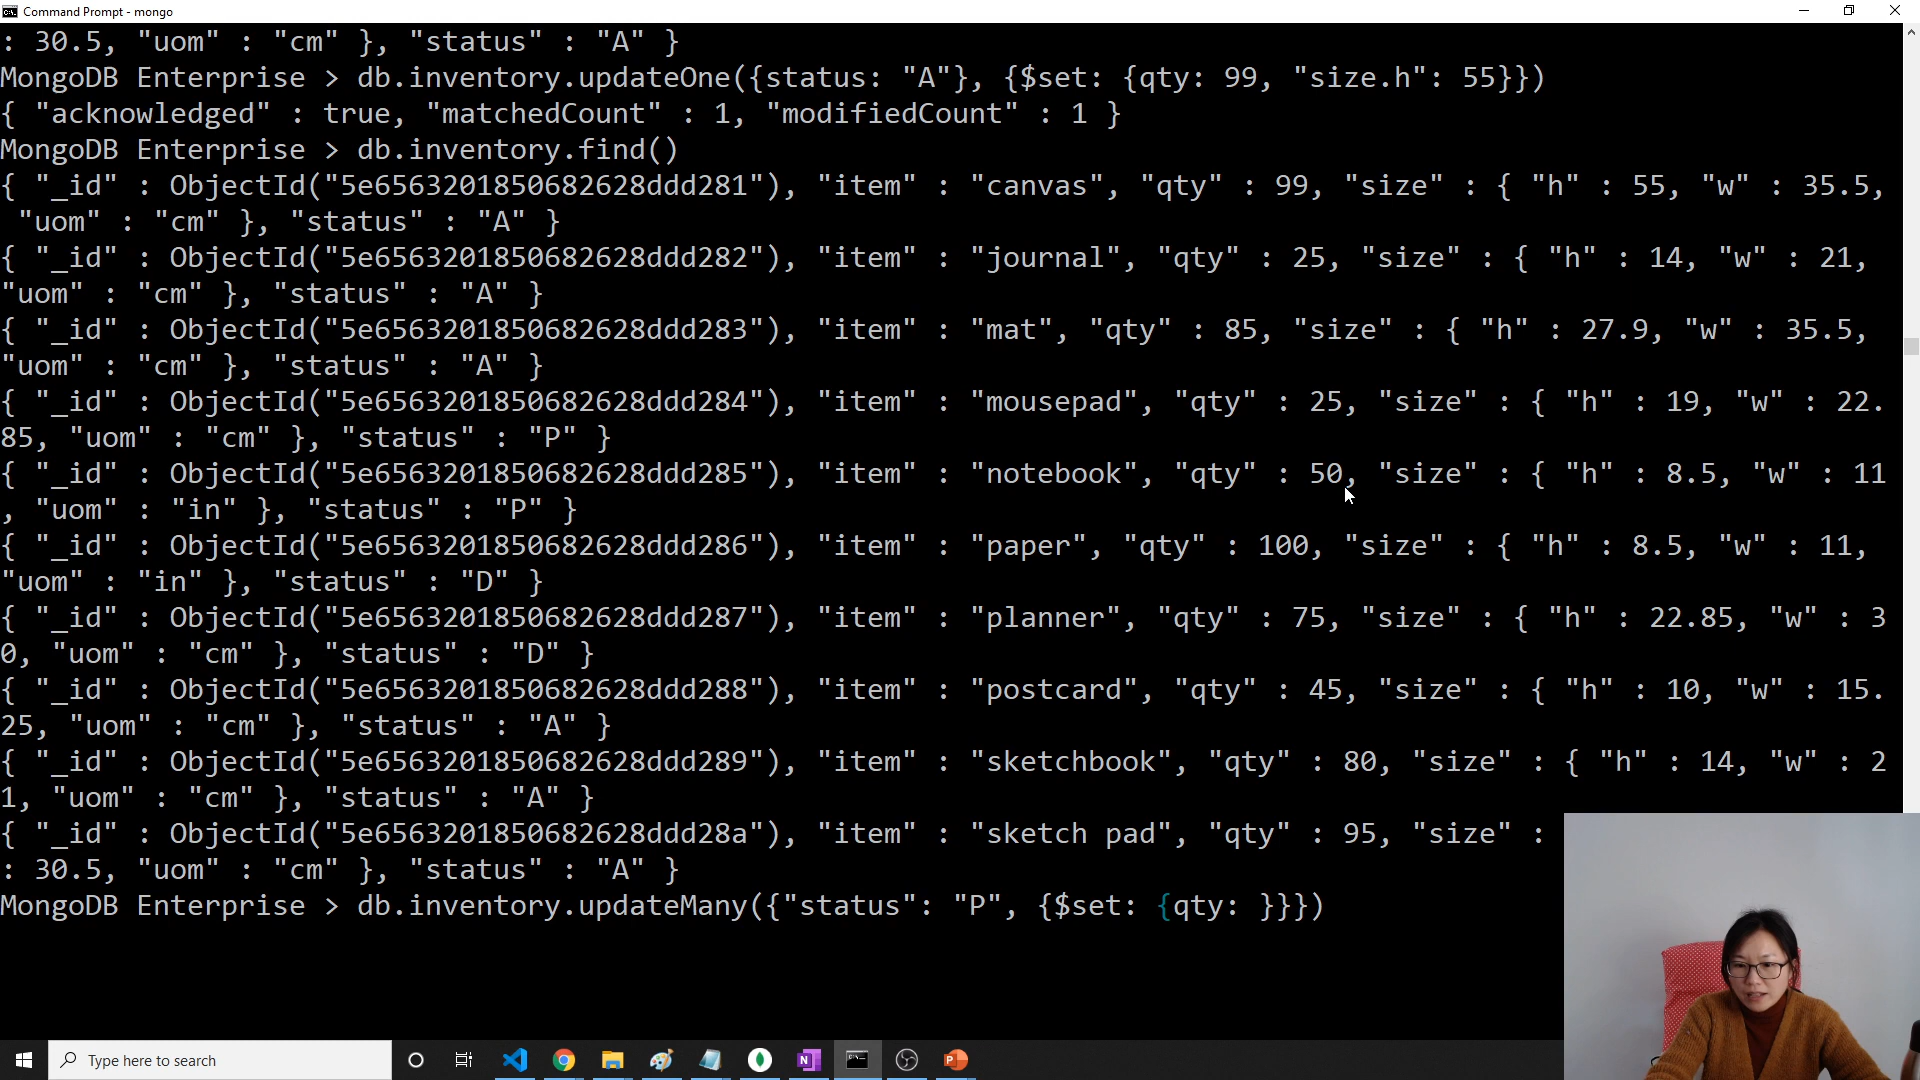 Command Prompt - mongo
: 30.5, "uom" : "cm" }, "status" : "A" }
MongoDB Enterprise > db.inventory.updateOne({status: "A"}, {$set: {qty: 99, "size.h": 55}})
{ "acknowledged" : true, "matchedCount" : 1, "modifiedCount" : 1 }
MongoDB Enterprise > db.inventory.find()
{ "_id" : ObjectId("5e6563201850682628ddd281"), "item" : "canvas", "qty" : 99, "size" : { "h" : 55, "w" : 35.5,
 "uom" : "cm" }, "status" : "A" }
{ "_id" : ObjectId("5e6563201850682628ddd282"), "item" : "journal", "qty" : 25, "size" : { "h" : 14, "w" : 21,
"uom" : "cm" }, "status" : "A" }
{ "_id" : ObjectId("5e6563201850682628ddd283"), "item" : "mat", "qty" : 85, "size" : { "h" : 27.9, "w" : 35.5,
"uom" : "cm" }, "status" : "A" }
{ "_id" : ObjectId("5e6563201850682628ddd284"), "item" : "mousepad", "qty" : 25, "size" : { "h" : 19, "w" : 22.
85, "uom" : "cm" }, "status" : "P" }
{ "_id" : ObjectId("5e6563201850682628ddd285"), "item" : "notebook", "qty" : 50, "size" : { "h" : 8.5, "w" : 11
, "uom" : "in" }, "status" : "P" }
{ "_id" : ObjectId("5e6563201850682628ddd286"), "item" : "paper", "qty" : 100, "size" : { "h" : 8.5, "w" : 11,
"uom" : "in" }, "status" : "D" }
{ "_id" : ObjectId("5e6563201850682628ddd287"), "item" : "planner", "qty" : 75, "size" : { "h" : 22.85, "w" : 3
0, "uom" : "cm" }, "status" : "D" }
{ "_id" : ObjectId("5e6563201850682628ddd288"), "item" : "postcard", "qty" : 45, "size" : { "h" : 10, "w" : 15.
25, "uom" : "cm" }, "status" : "A" }
{ "_id" : ObjectId("5e6563201850682628ddd289"), "item" : "sketchbook", "qty" : 80, "size" : { "h" : 14, "w" : 2
1, "uom" : "cm" }, "status" : "A" }
{ "_id" : ObjectId("5e6563201850682628ddd28a"), "item" : "sketch pad", "qty" : 95, "size" :
: 30.5, "uom" : "cm" }, "status" : "A" }
MongoDB Enterprise > db.inventory.updateMany({"status": "P", {$set: {qty: }}})
Type here to search